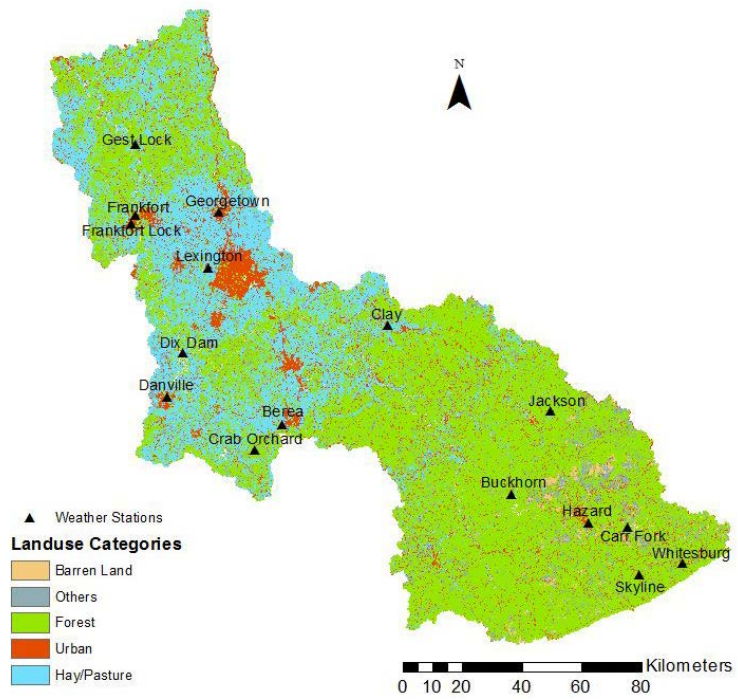 N
Gest Lock
Frankfort
Georgetown
Frankfort Lock
Lexington
Clay
Dix Dam
Danville
Berea
Jackson
Crab Orchard
Buckhorn
Hazard
Carr Fork
Whitesburg
Skyline
Weather Stations
Landuse Categories
Barren Land
Others
Forest
Urban
Hay/Pasture
Kilometers
0 10 20 40 60 80